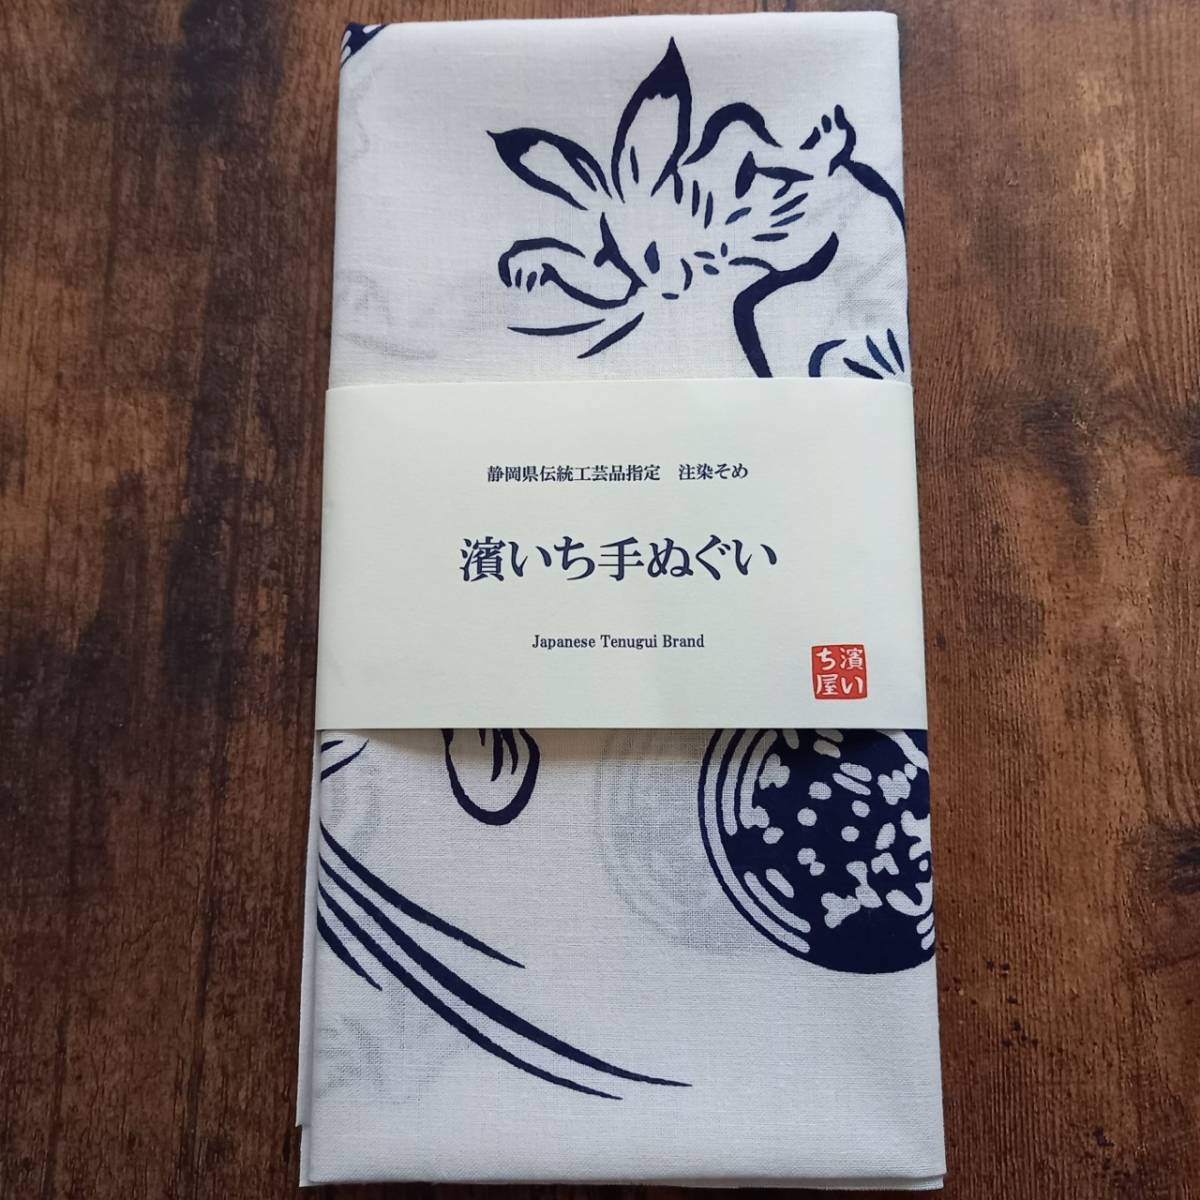 静岡県伝統工芸品指定　注染そめ
濱いち手ぬぐい
Japanese Tenugui Brand
濱い
ち屋